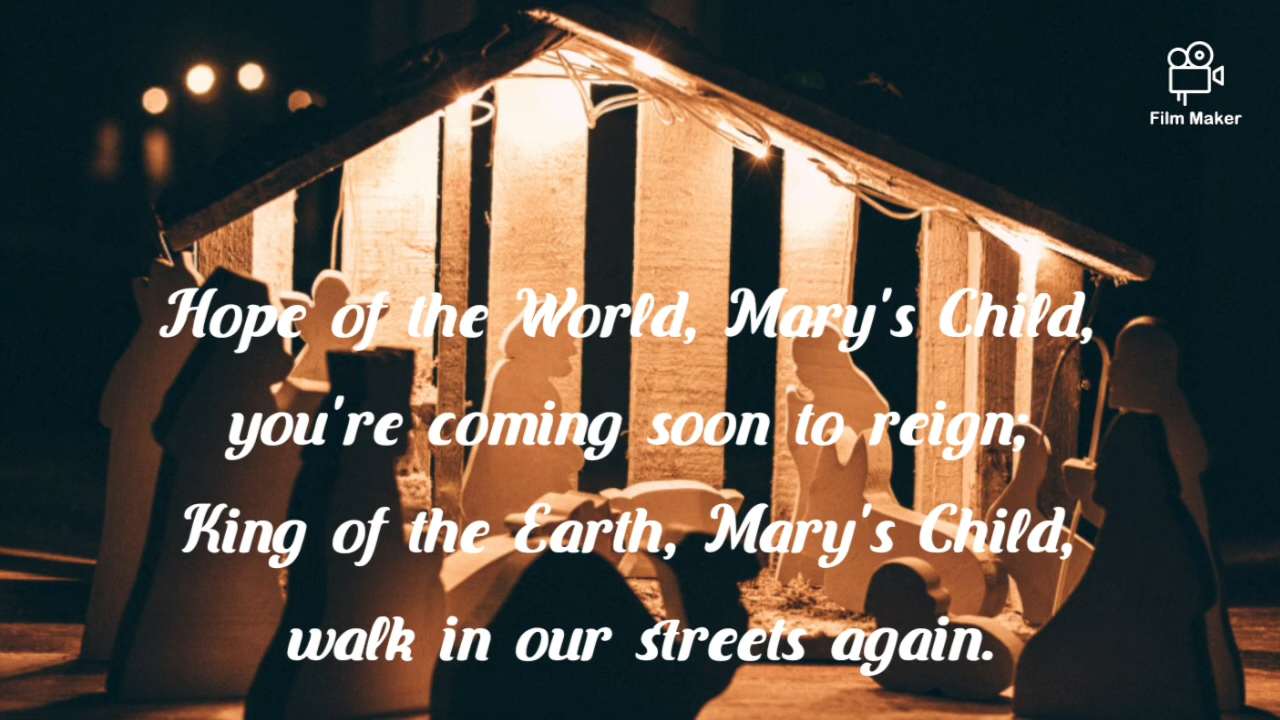 Film Maker
Hope of the World, Mary's Child,
you're coming soon to reign;
King of the Earth, Mary's Child,
walk in our streets again.